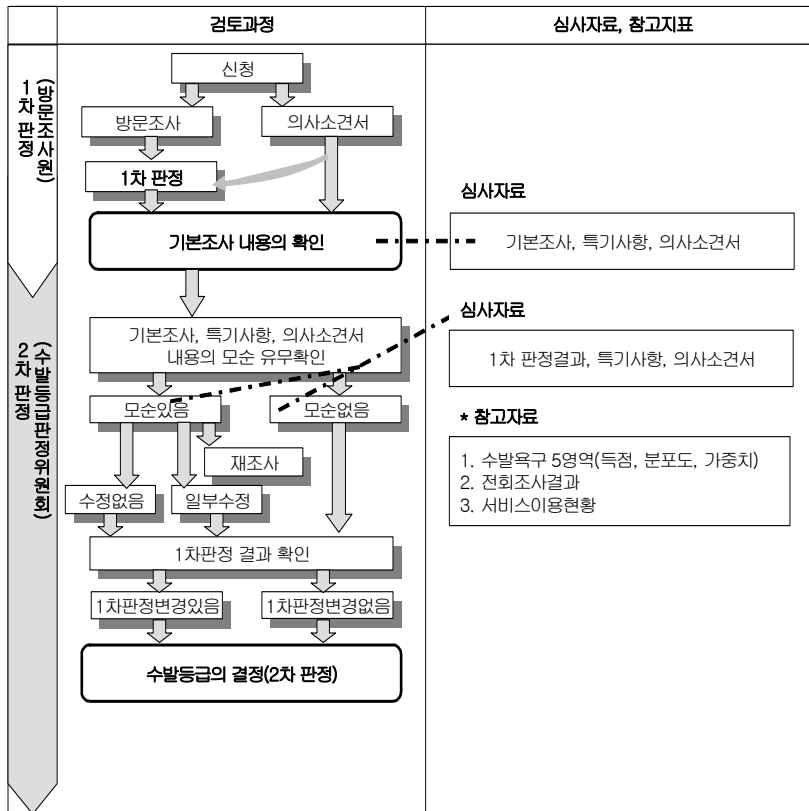 검토과정
심사자료, 참고지표
1차 판정
(방문조사원)
신청
방문조사
의사소견서
1차 판정
기본조사 내용의 확인
심사자료
기본조사, 특기사항, 의사소견서
2차 판정
(수발등급판정위원회)
기본조사, 특기사항, 의사소견서
내용의 모순 유무확인
심사자료
1차 판정결과, 특기사항, 의사소견서
모순있음
모순없음
재조사
수정없음
일부수정
* 참고자료
1. 수발욕구 5영역(득점, 분포도, 가중치)
2. 전회조사결과
3. 서비스이용현황
1차판정 결과 확인
1차판정변경있음
1차판정변경없음
수발등급의 결정(2차 판정)